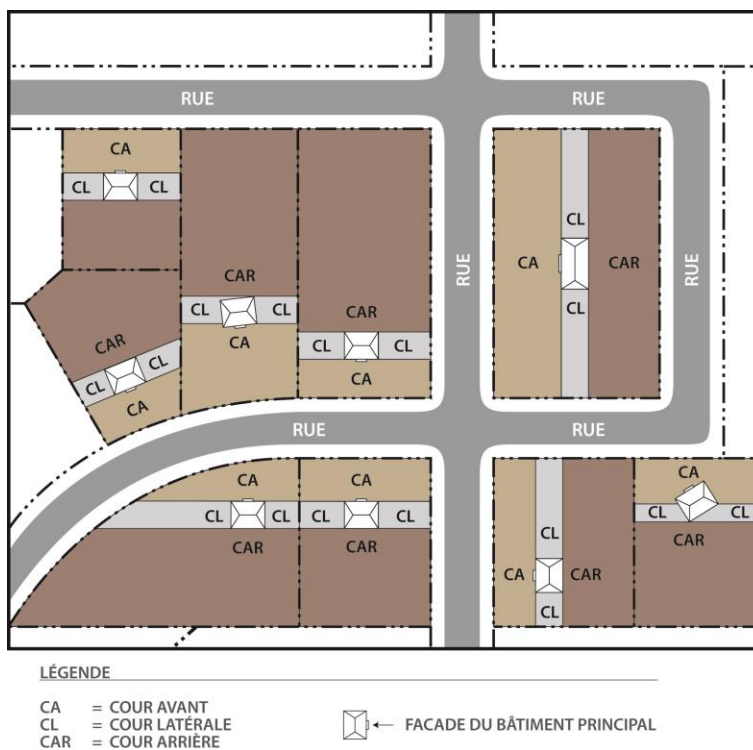 RUE RUE
CA CA
CL CL
CL
RUE
CAR
CA
CAR
RUE
CL CL
CAR
CAR
CL CL
CA
CL CL
CL
CA
CA
RUE RUE
CA CA
CL
CA
CL CL CL CL
CL CL
CAR CAR
CAR
CA CAR
CL
LÉGENDE
CA = COUR AVANT
CL = COUR LATÉRALE
CAR = COUR ARRIÈRE
FACADE DU BÂTIMENT PRINCIPAL